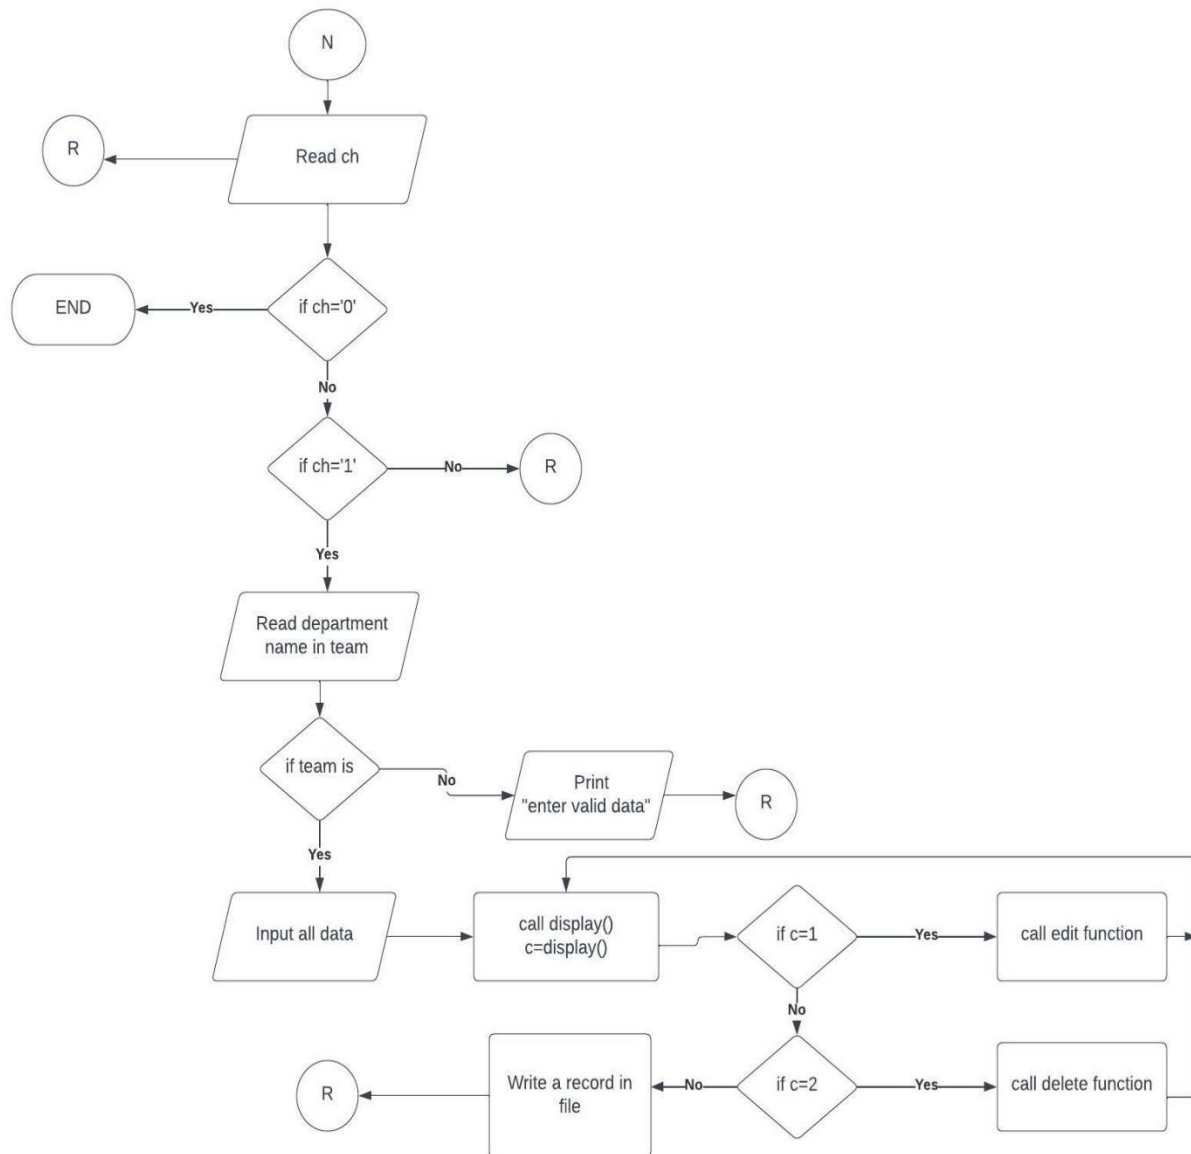 N
R
Read ch
END
Yes
if ch='0'
No
if ch='1'
No
R
Yes
Read department
name in team
if team is
No
Print
"enter valid data"
R
Yes
Input all data
call display()
c=display()
if c=1
Yes
call edit function
No
R
Write a record in
file
No
if c=2
Yes
call delete function